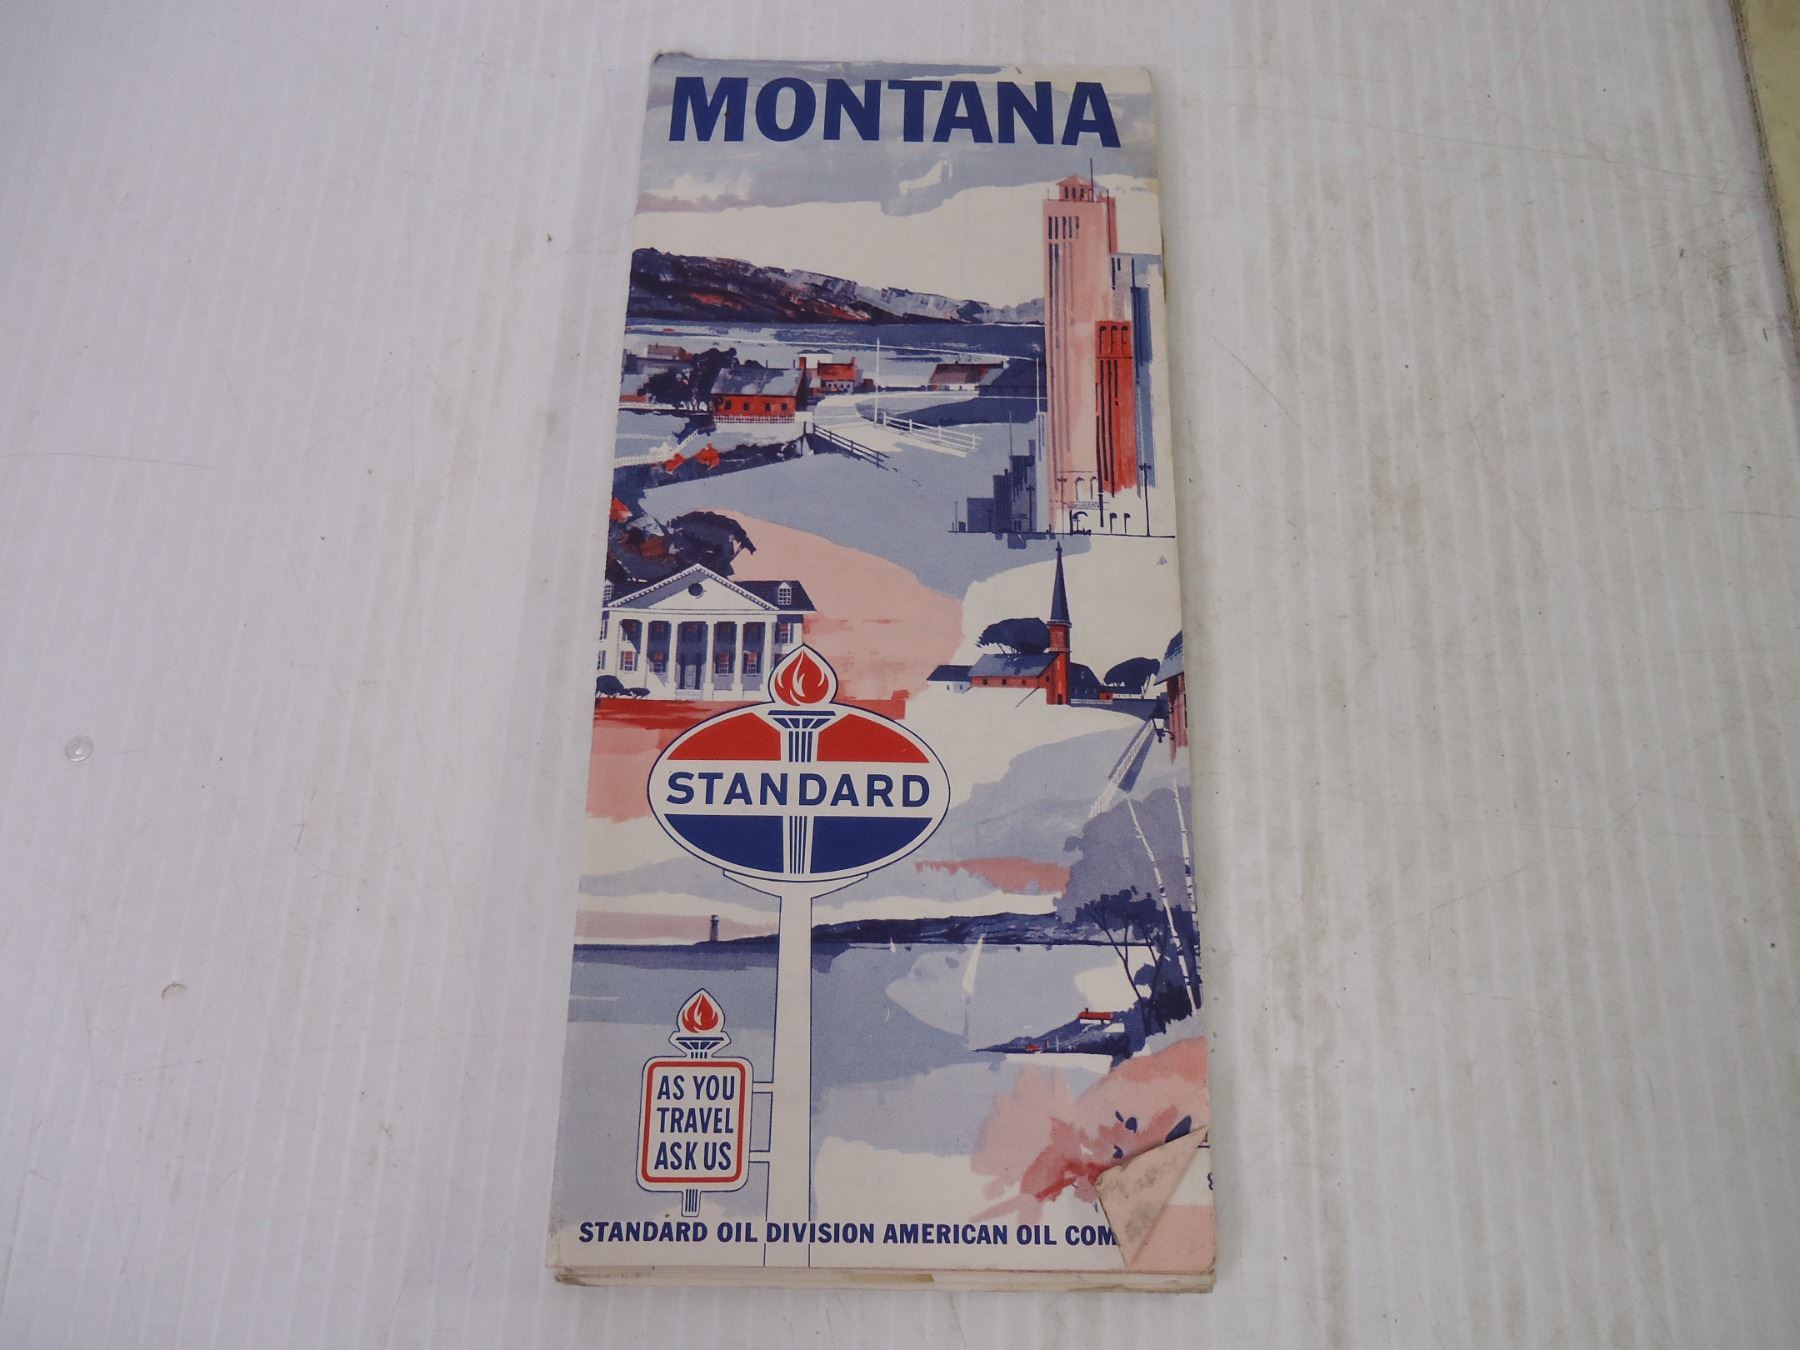 MONTANA
STANDARD
AS YOU
TRAVEL
ASK US
STANDARD OIL DIVISION AMERICAN OIL COM